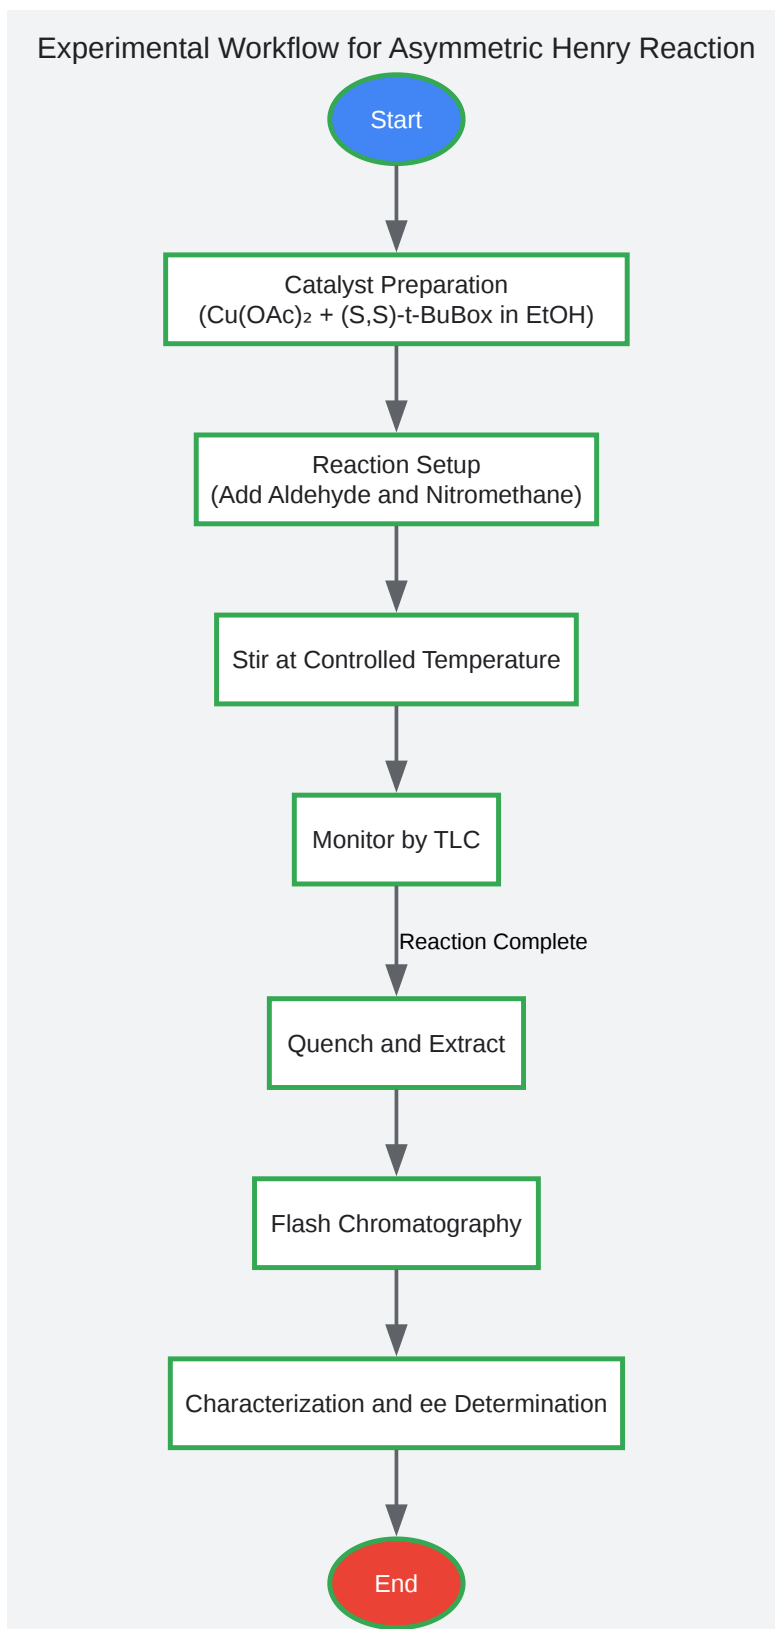 Experimental Workflow for Asymmetric Henry Reaction
Start
Catalyst Preparation
(Cu(OAc)₂ + (S,S)-t-BuBox in EtOH)
Reaction Setup
(Add Aldehyde and Nitromethane)
Stir at Controlled Temperature
Monitor by TLC
Reaction Complete
Quench and Extract
Flash Chromatography
Characterization and ee Determination
End